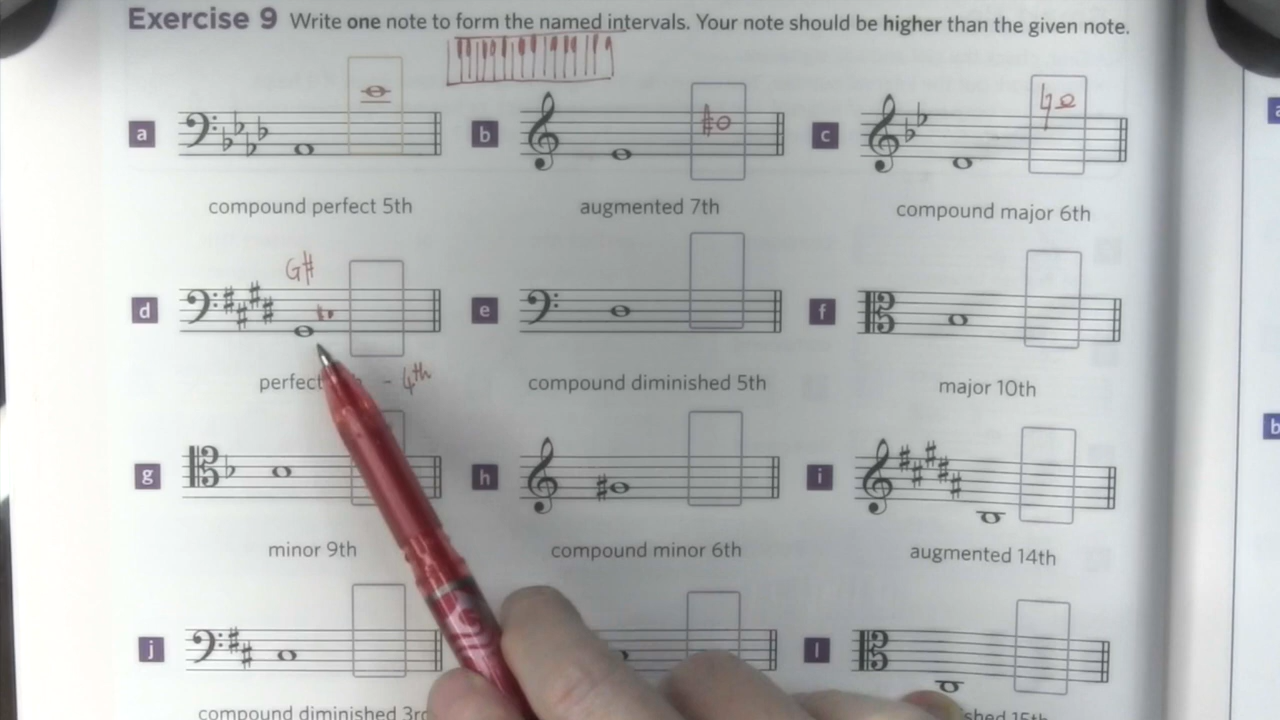 Exercise 9 Write one note to form the named intervals. Your note should be higher than the given note.
a
b
c
compound perfect 5th
augmented 7th
compound major 6th
G#
d
e
f
perfect - 4th
compound diminished 5th
major 10th
g
h
i
minor 9th
compound minor 6th
augmented 14th
j
l
compound diminished 3rd
15th
a
b